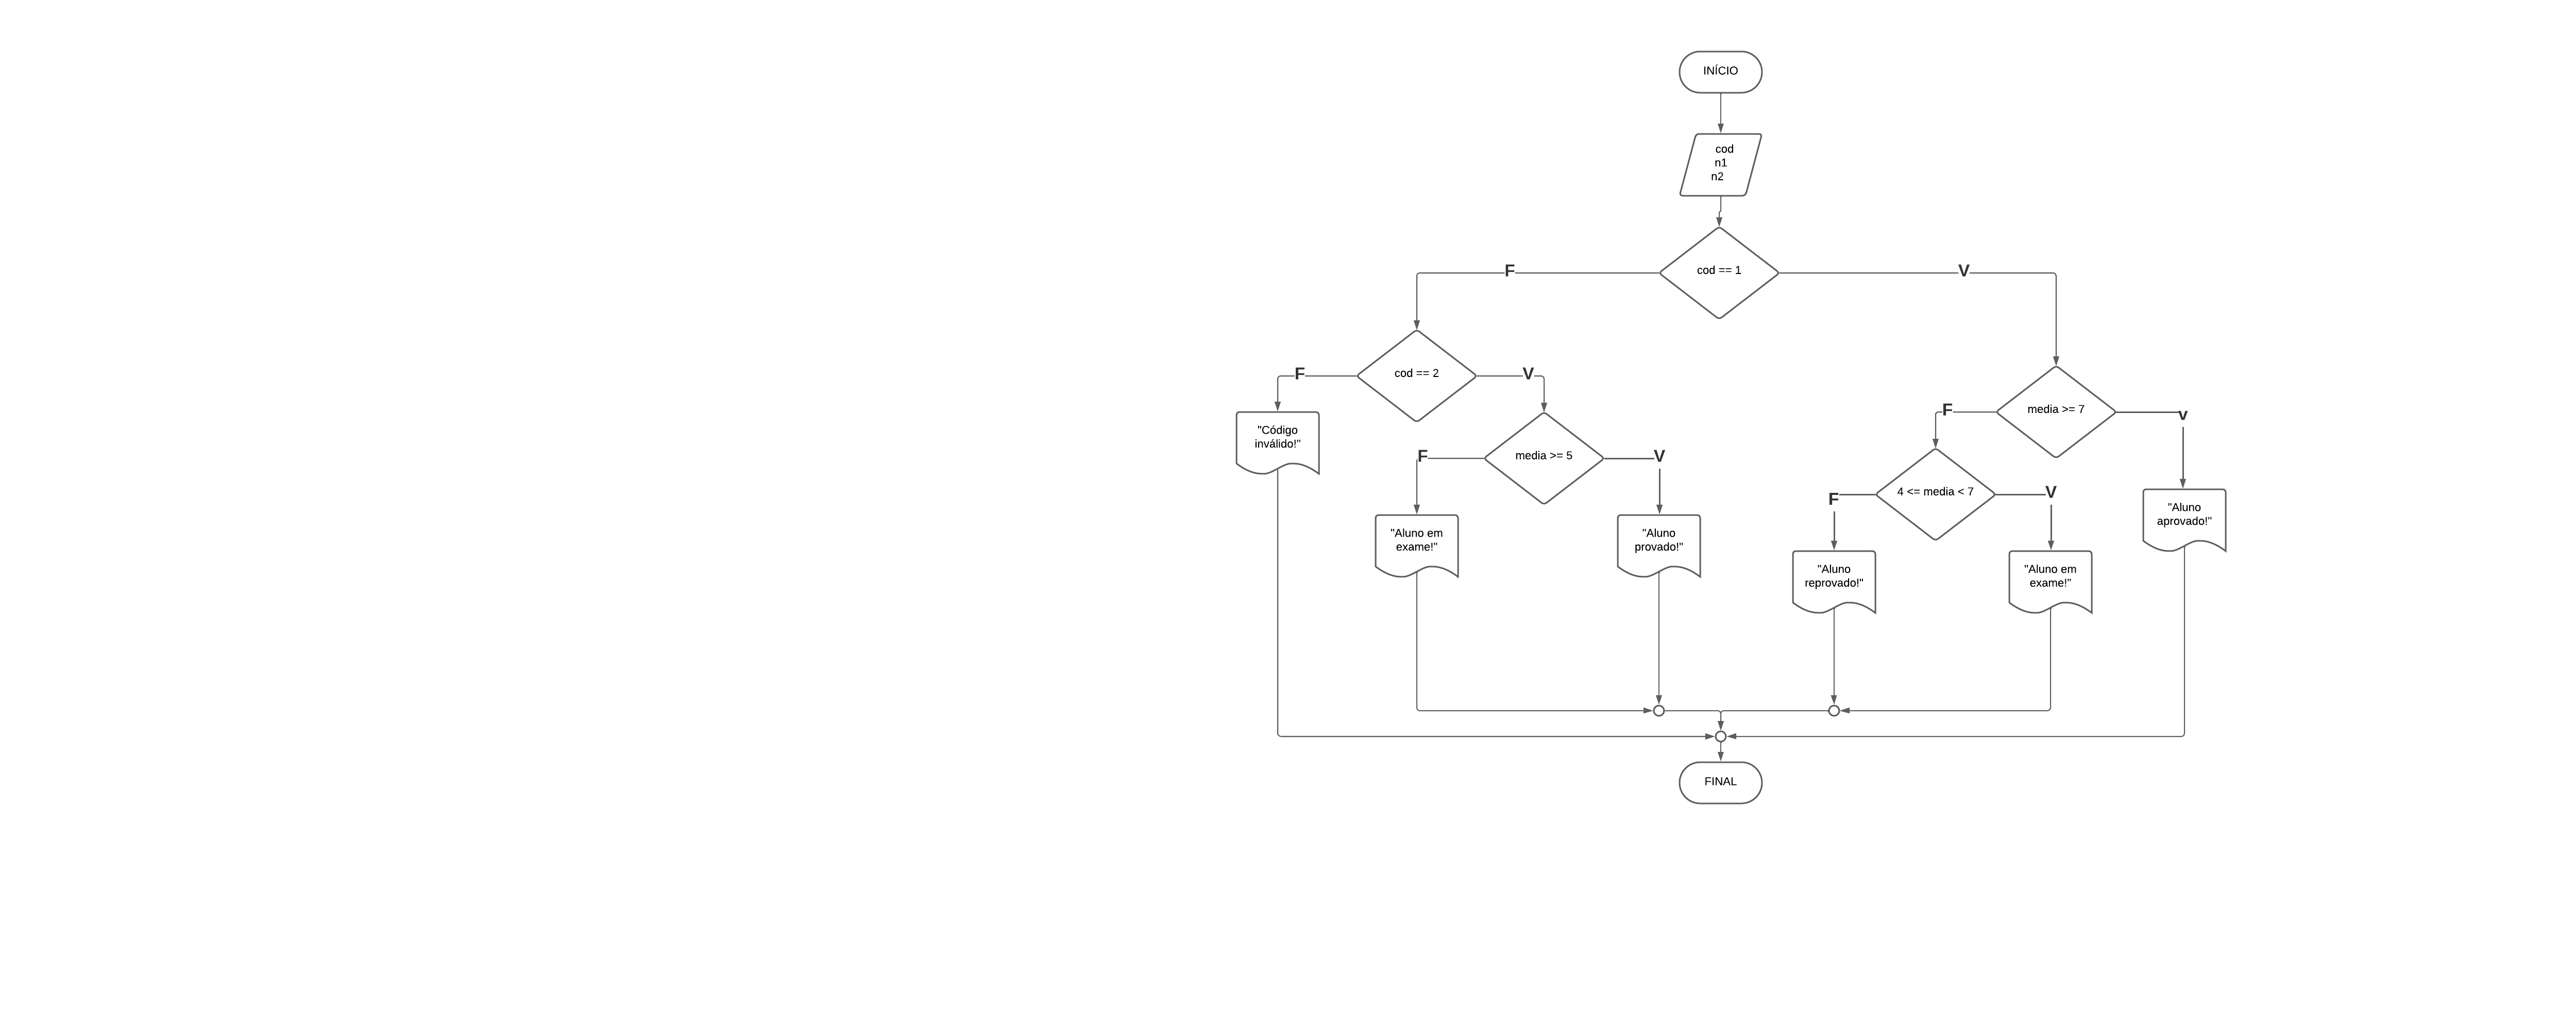 INÍCIO
cod
n1
n2
cod == 1
F
V
cod == 2
F
V
"Código
inválido!"
media >= 5
F
V
"Aluno em
exame!"
"Aluno
provado!"
media >= 7
F
v
4 <= media < 7
F
V
"Aluno
reprovado!"
"Aluno em
exame!"
"Aluno
aprovado!"
FINAL